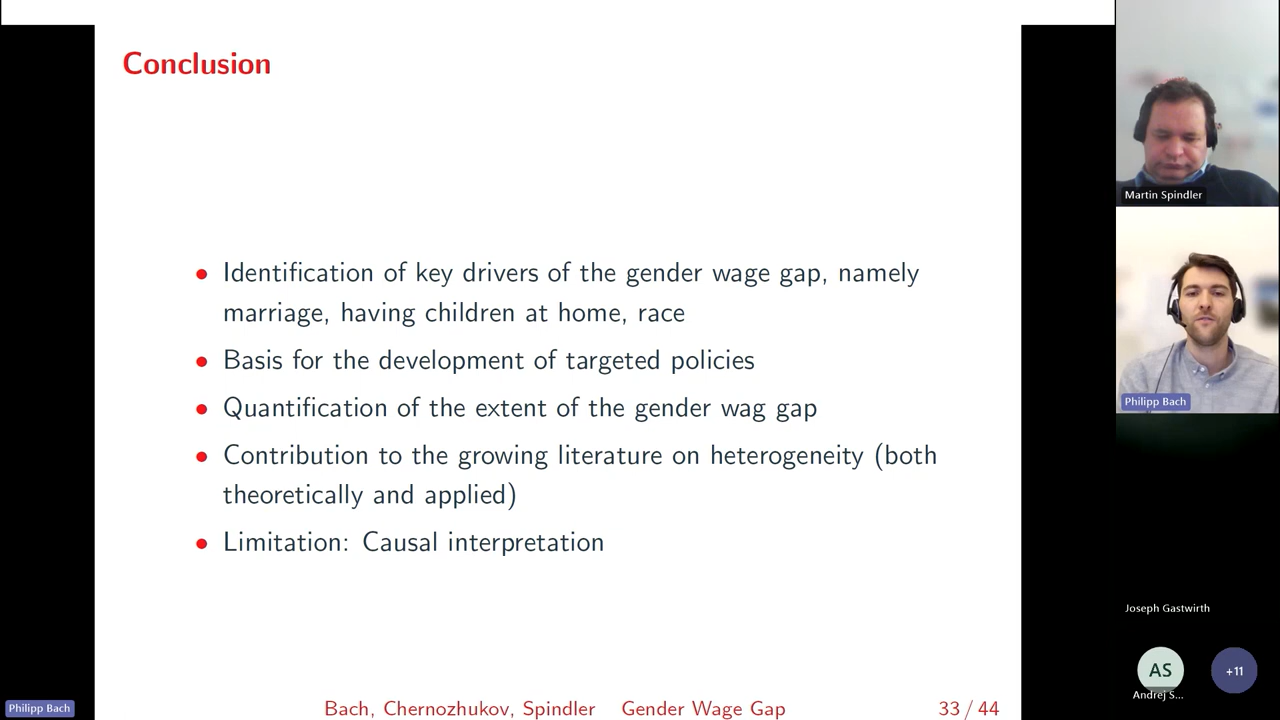 Conclusion
• Identification of key drivers of the gender wage gap, namely
marriage, having children at home, race
• Basis for the development of targeted policies
• Quantification of the extent of the gender wag gap
• Contribution to the growing literature on heterogeneity (both
theoretically and applied)
• Limitation: Causal interpretation
Bach, Chernozhukov, Spindler Gender Wage Gap 33 / 44
Philipp Bach
Martin Spindler
Philipp Bach
Joseph Gastwirth
AS
+11
Andrej S...